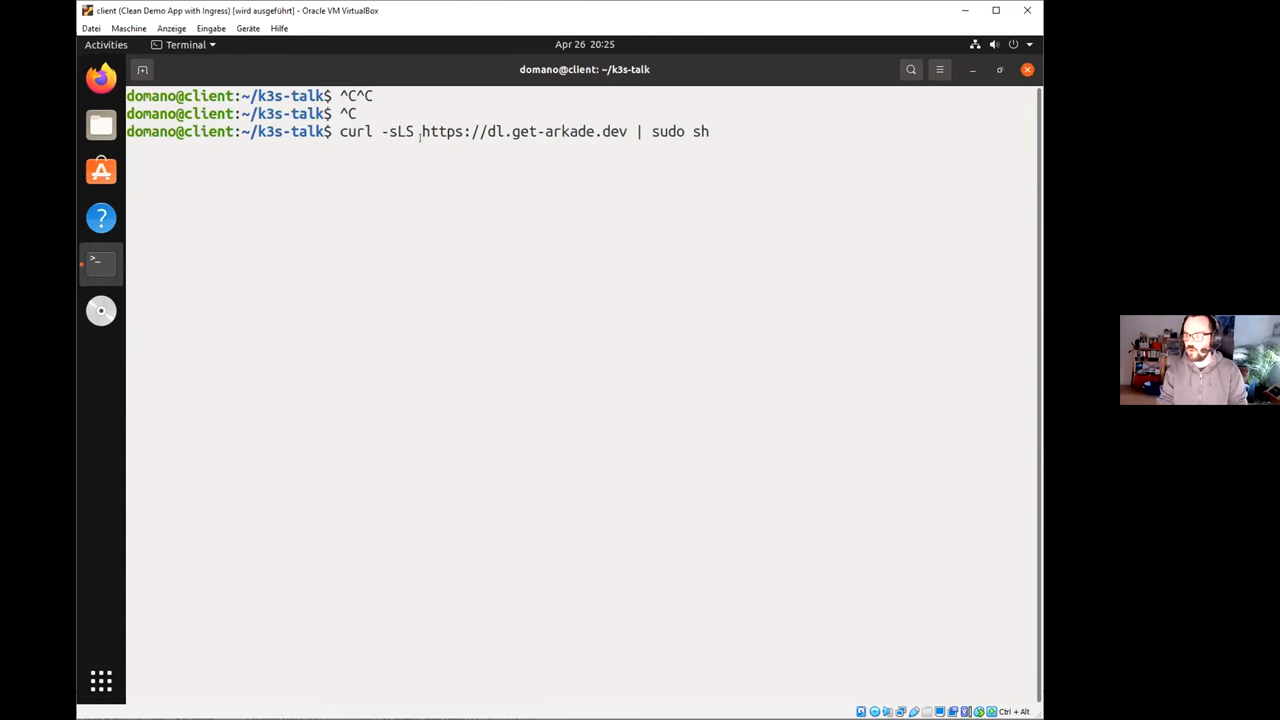 client (Clean Demo App with Ingress) [wird ausgeführt] - Oracle VM VirtualBox
Datei Maschine Anzeige Eingabe Geräte Hilfe
Activities Terminal Apr 26 20:25
domano@client: ~/k3s-talk
domano@client:~/k3s-talk$ ^C^C
domano@client:~/k3s-talk$ ^C
domano@client:~/k3s-talk$ curl -sLS https://dl.get-arkade.dev | sudo sh
Ctrl + Alt